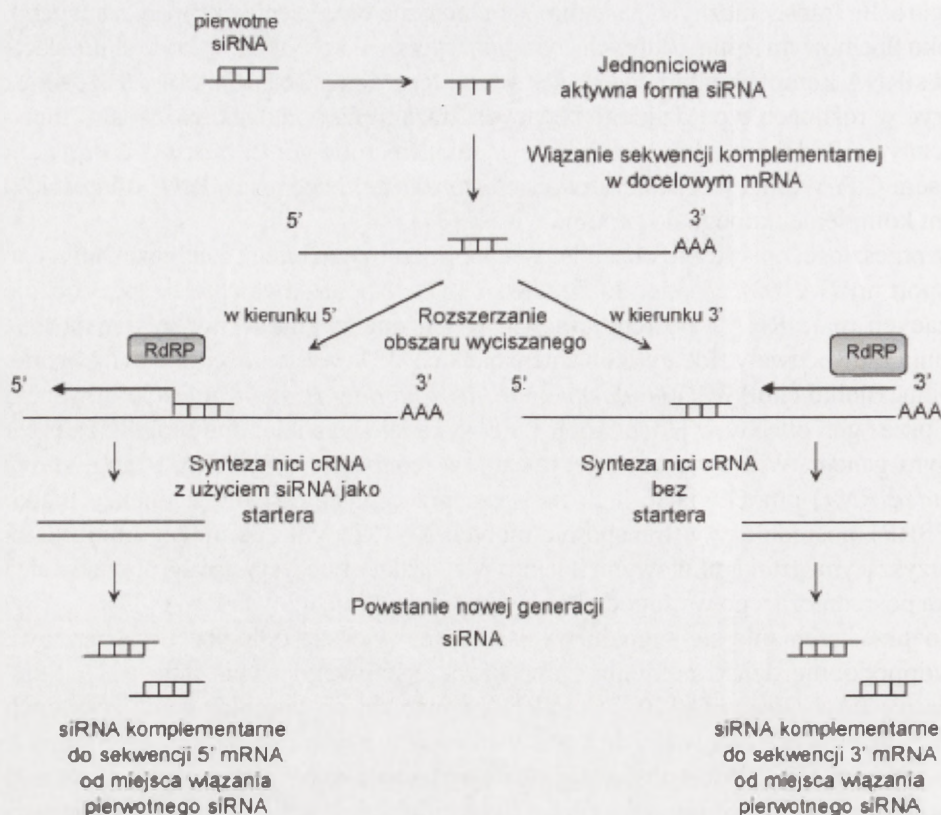 pierwotne
siRNA
Jednoniciowa
aktywna forma siRNA
Wiązanie sekwencji komplementarnej
w docelowym mRNA
5'
3'
AAA
w kierunku 5'
Rozszerzanie
obszaru wyciszanego
w kierunku 3'
RdRP
RdRP
5'
3'
5'
3'
AAA
AAA
Synteza nici cRNA
z użyciem siRNA jako
startera
Synteza nici cRNA
bez
startera
Powstanie nowej generacji
siRNA
siRNA komplementarne
do sekwencji 5' mRNA
od miejsca wiązania
pierwotnego siRNA
siRNA komplementarne
do sekwencji 3' mRNA
od miejsca wiązania
pierwotnego siRNA